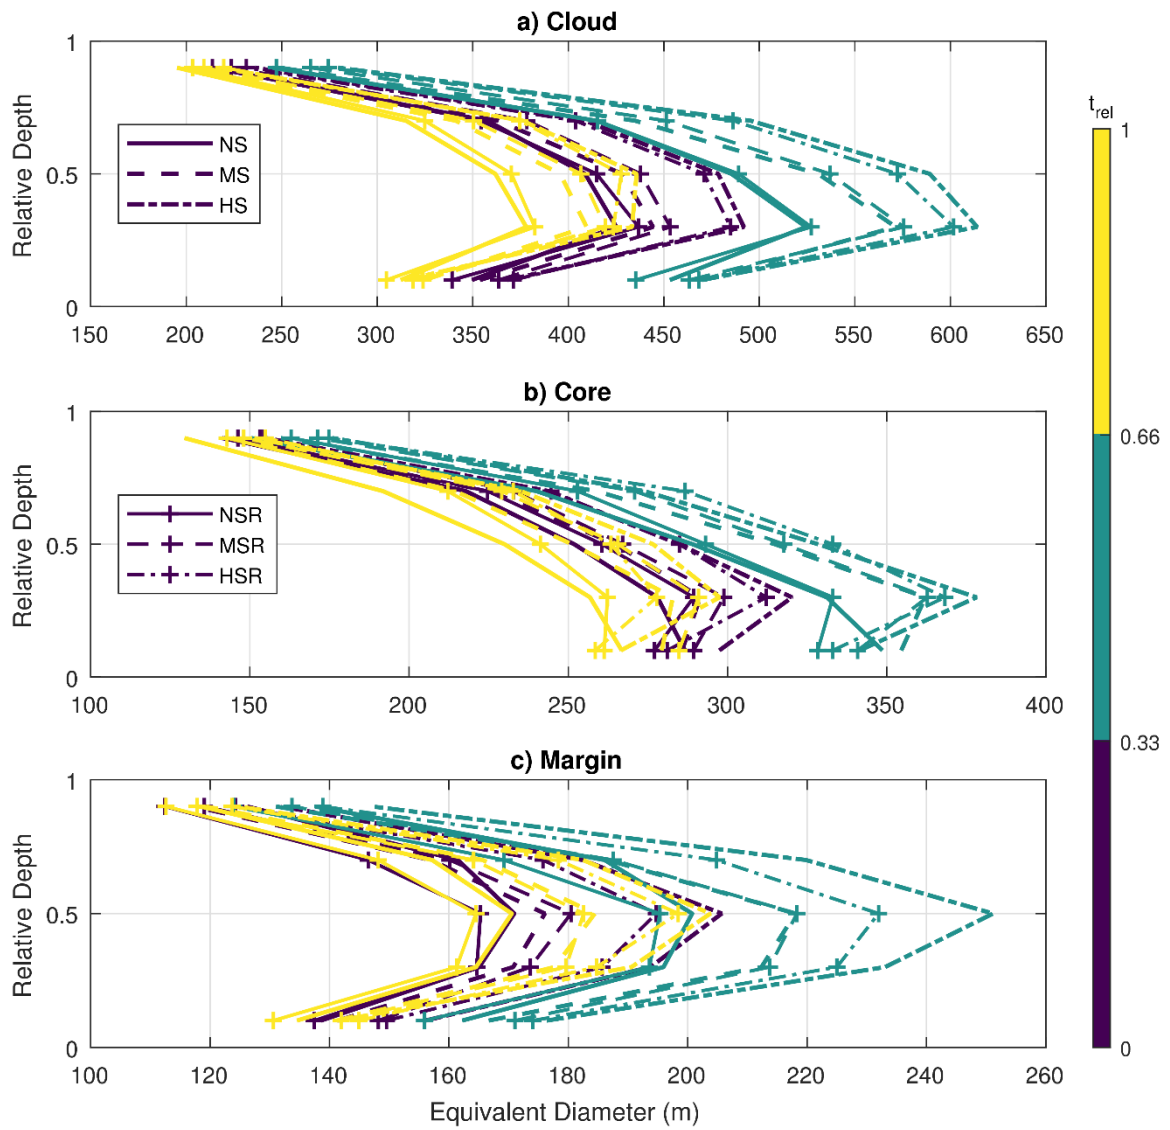 a) Cloud
1
0.5
0
Relative Depth
NS
MS
HS
150 200 250 300 350 400 450 500 550 600 650
b) Core
1
0.5
0
Relative Depth
NSR
MSR
HSR
100 150 200 250 300 350 400
c) Margin
1
0.5
0
Relative Depth
100 120 140 160 180 200 220 240 260
Equivalent Diameter (m)
t_rel
1
0.66
0.33
0